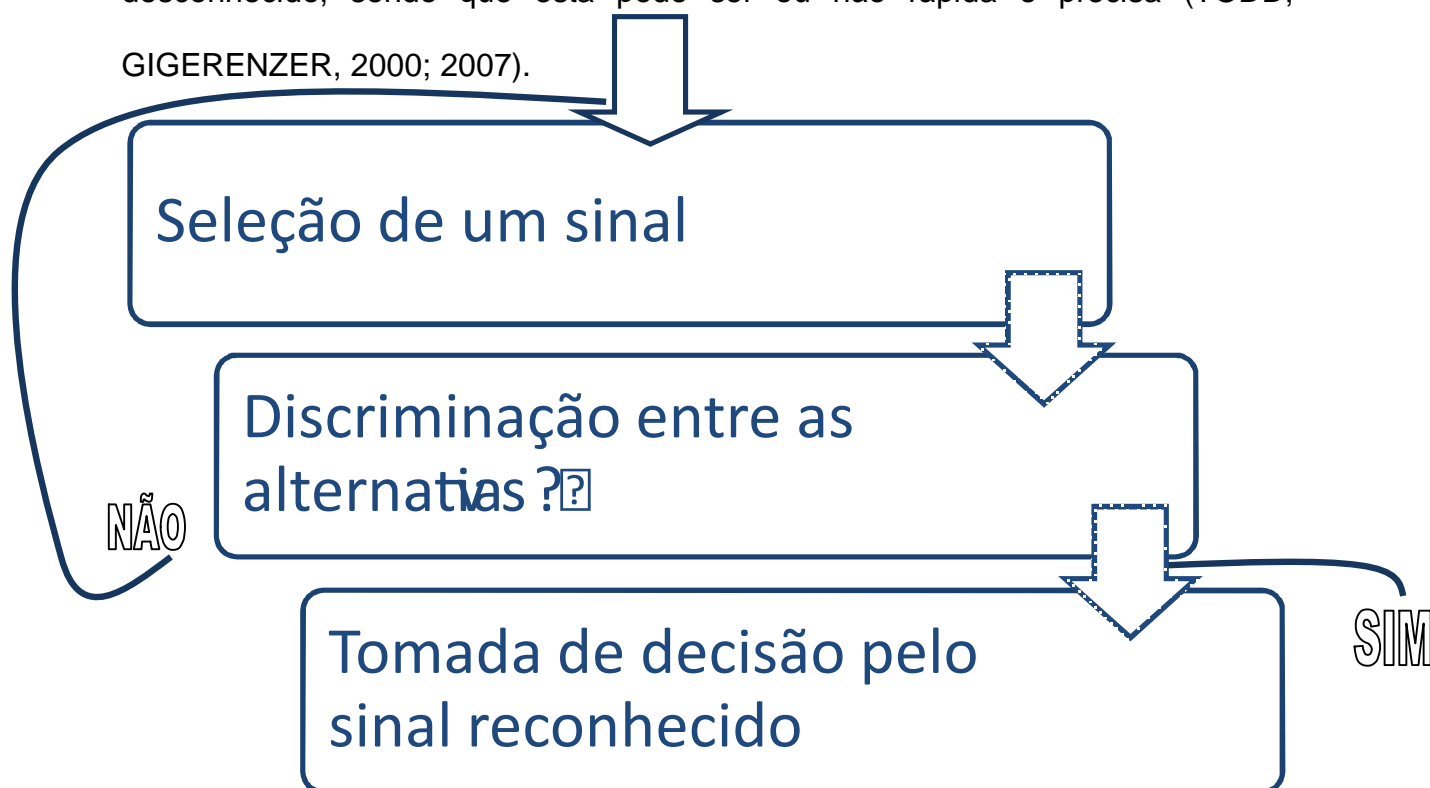 GIGERENZER, 2000; 2007).
Seleção de um sinal
Discriminação entre as
alternativas ?
NÃO
SIM
Tomada de decisão pelo
sinal reconhecido